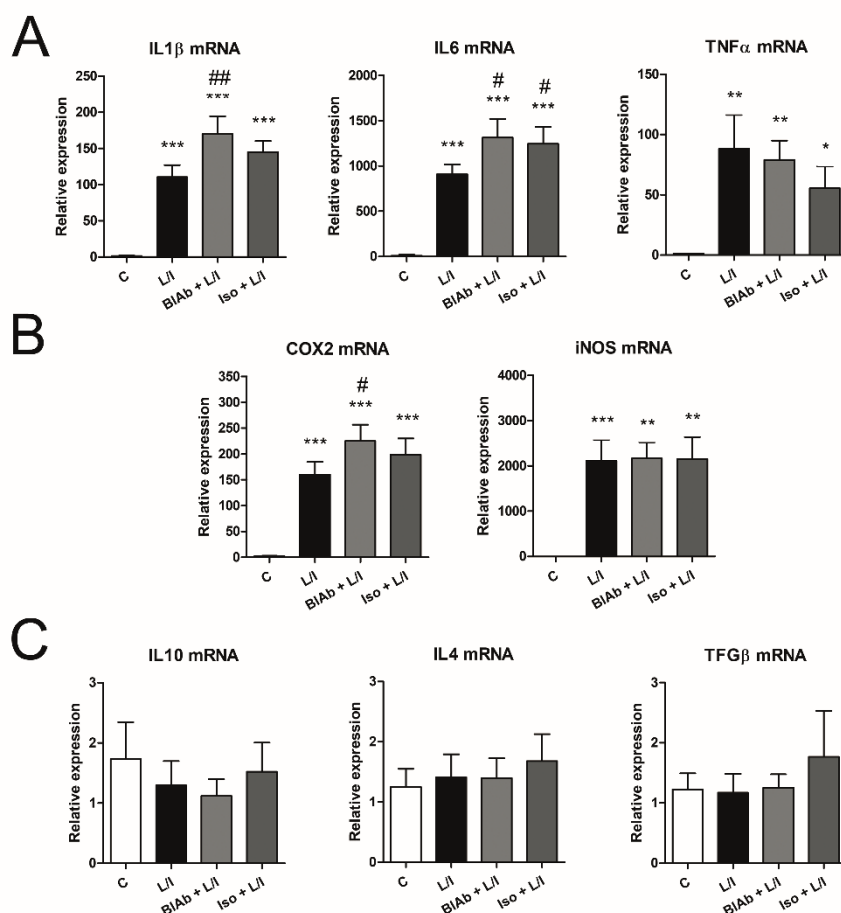 A
IL1β mRNA
Relative expression
250
200
150
100
50
0
***
##
***
***
C
L/I
BlAb + L/I
Iso + L/I
IL6 mRNA
Relative expression
2000
1500
1000
500
0
***
#
***
#
***
C
L/I
BlAb + L/I
Iso + L/I
TNFα mRNA
Relative expression
150
100
50
0
**
**
*
C
L/I
BlAb + L/I
Iso + L/I
B
COX2 mRNA
Relative expression
350
300
250
200
150
100
50
0
***
#
***
***
C
L/I
BlAb + L/I
Iso + L/I
iNOS mRNA
Relative expression
4000
3000
2000
1000
0
***
**
**
C
L/I
BlAb + L/I
Iso + L/I
C
IL10 mRNA
Relative expression
3
2
1
0
C
L/I
BlAb + L/I
Iso + L/I
IL4 mRNA
Relative expression
3
2
1
0
C
L/I
BlAb + L/I
Iso + L/I
TFGβ mRNA
Relative expression
3
2
1
0
C
L/I
BlAb + L/I
Iso + L/I